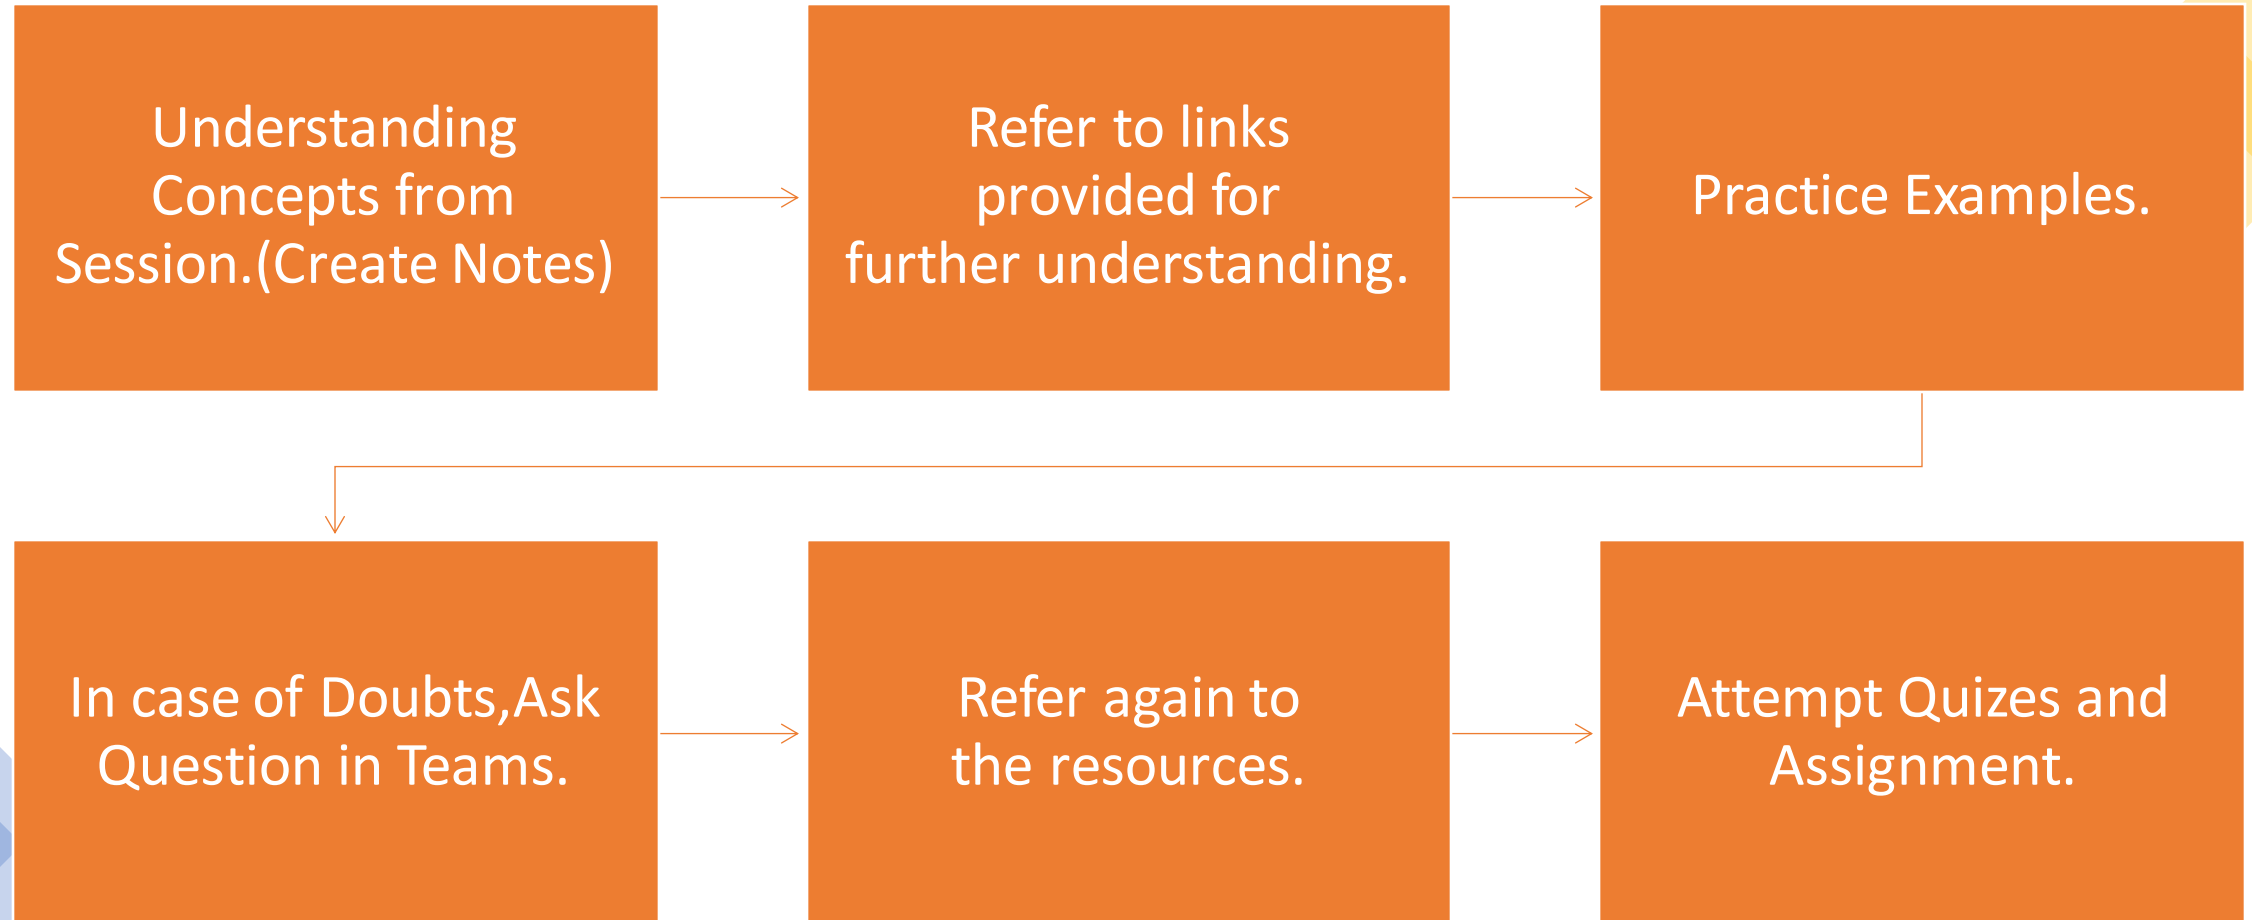 Understanding
Concepts from
Session.(Create Notes)
Refer to links
provided for
further understanding.
Practice Examples.
In case of Doubts,Ask
Question in Teams.
Refer again to
the resources.
Attempt Quizes and
Assignment.